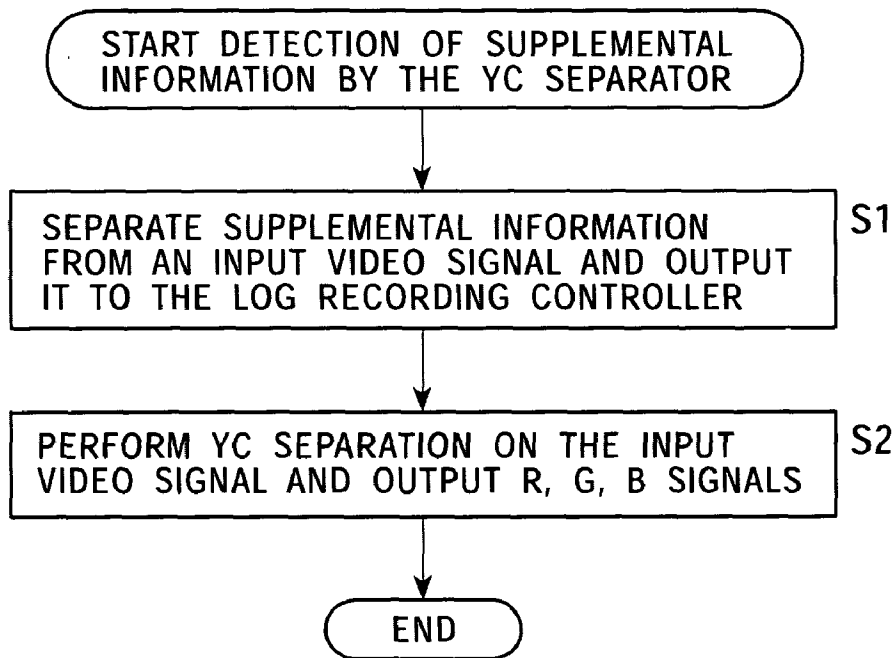 START DETECTION OF SUPPLEMENTAL
INFORMATION BY THE YC SEPARATOR
SEPARATE SUPPLEMENTAL INFORMATION
FROM AN INPUT VIDEO SIGNAL AND OUTPUT
IT TO THE LOG RECORDING CONTROLLER
S1
PERFORM YC SEPARATION ON THE INPUT
VIDEO SIGNAL AND OUTPUT R, G, B SIGNALS
S2
END